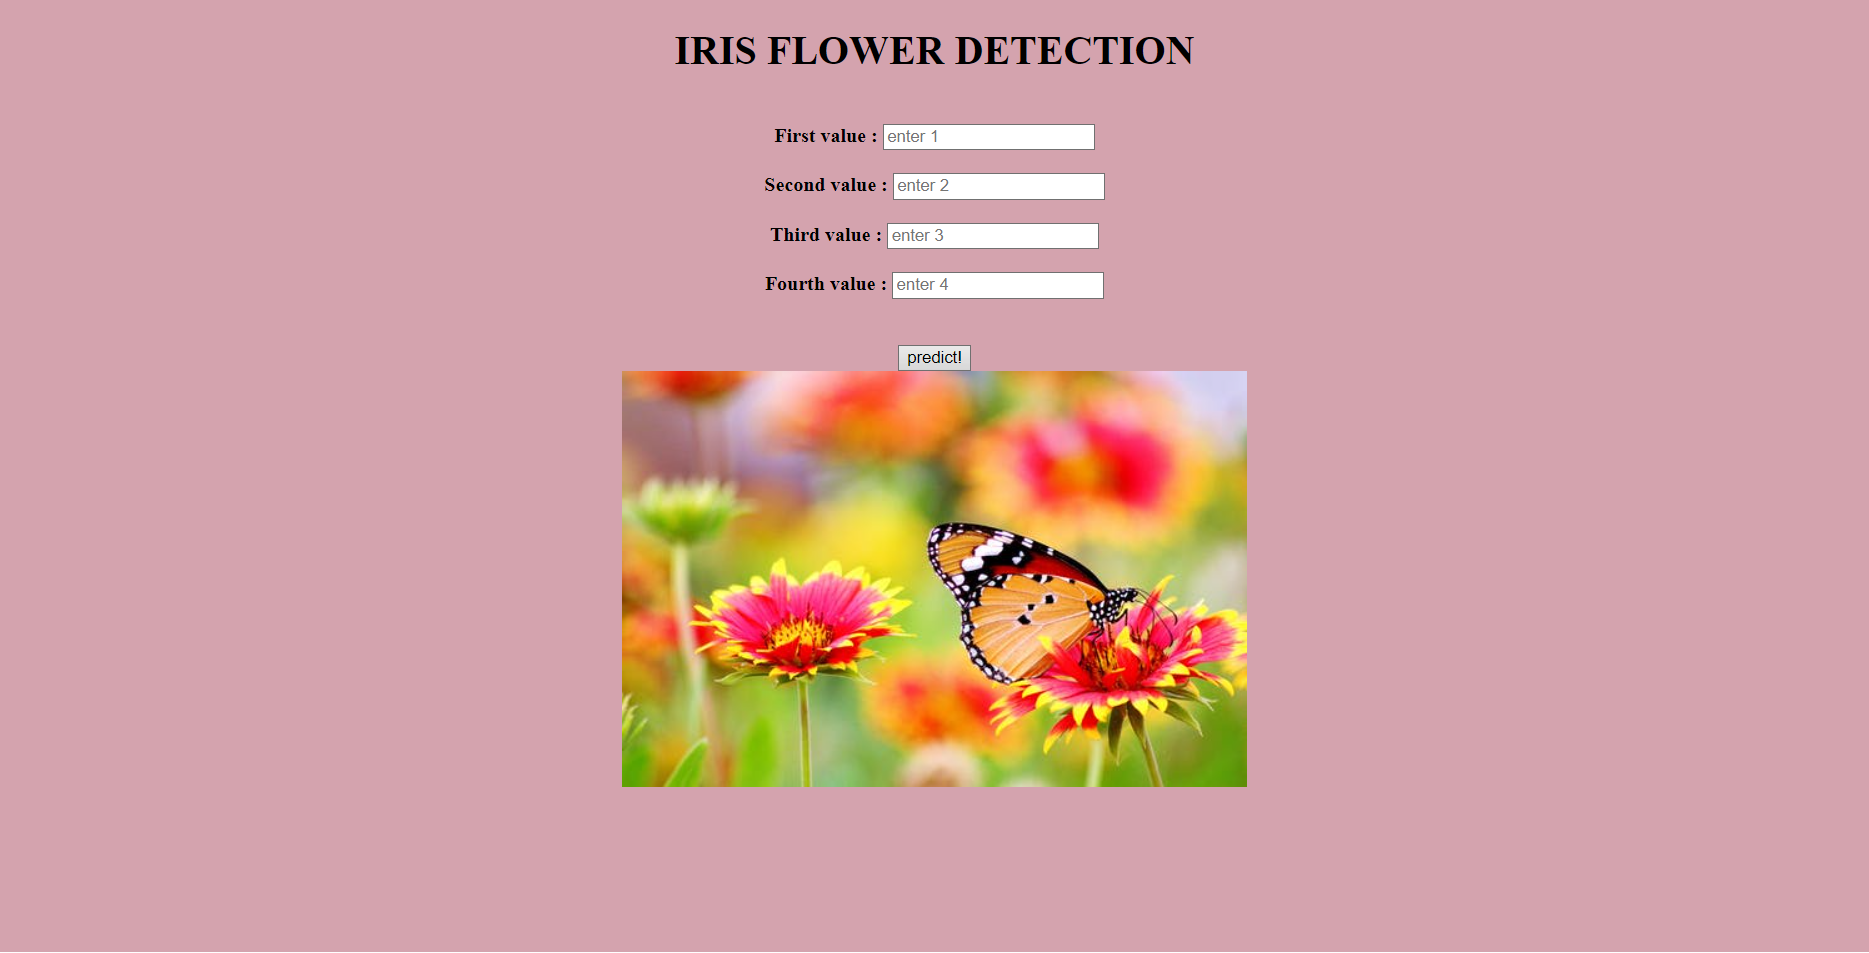 IRIS FLOWER DETECTION
First value : enter 1
Second value : enter 2
Third value : enter 3
Fourth value : enter 4
predict!